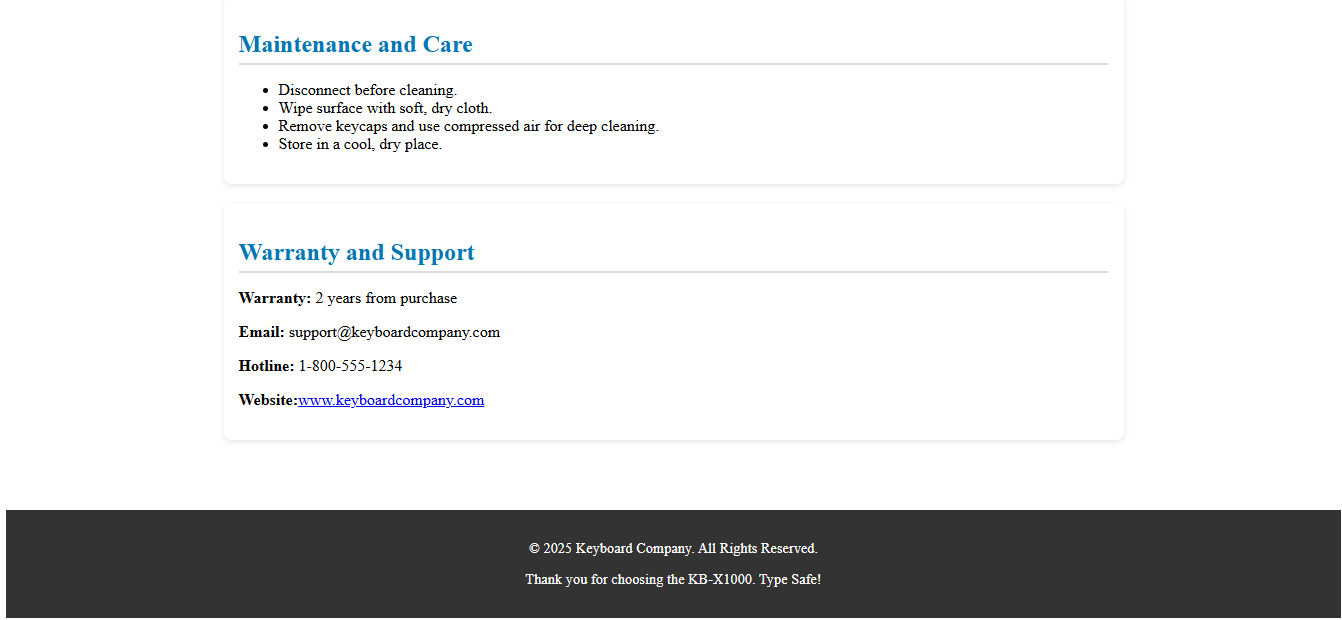 Maintenance and Care
• Disconnect before cleaning.
• Wipe surface with soft, dry cloth.
• Remove keycaps and use compressed air for deep cleaning.
• Store in a cool, dry place.
Warranty and Support
Warranty: 2 years from purchase
Email: support@keyboardcompany.com
Hotline: 1-800-555-1234
Website:www.keyboardcompany.com
© 2025 Keyboard Company. All Rights Reserved.
Thank you for choosing the KB-X1000. Type Safe!